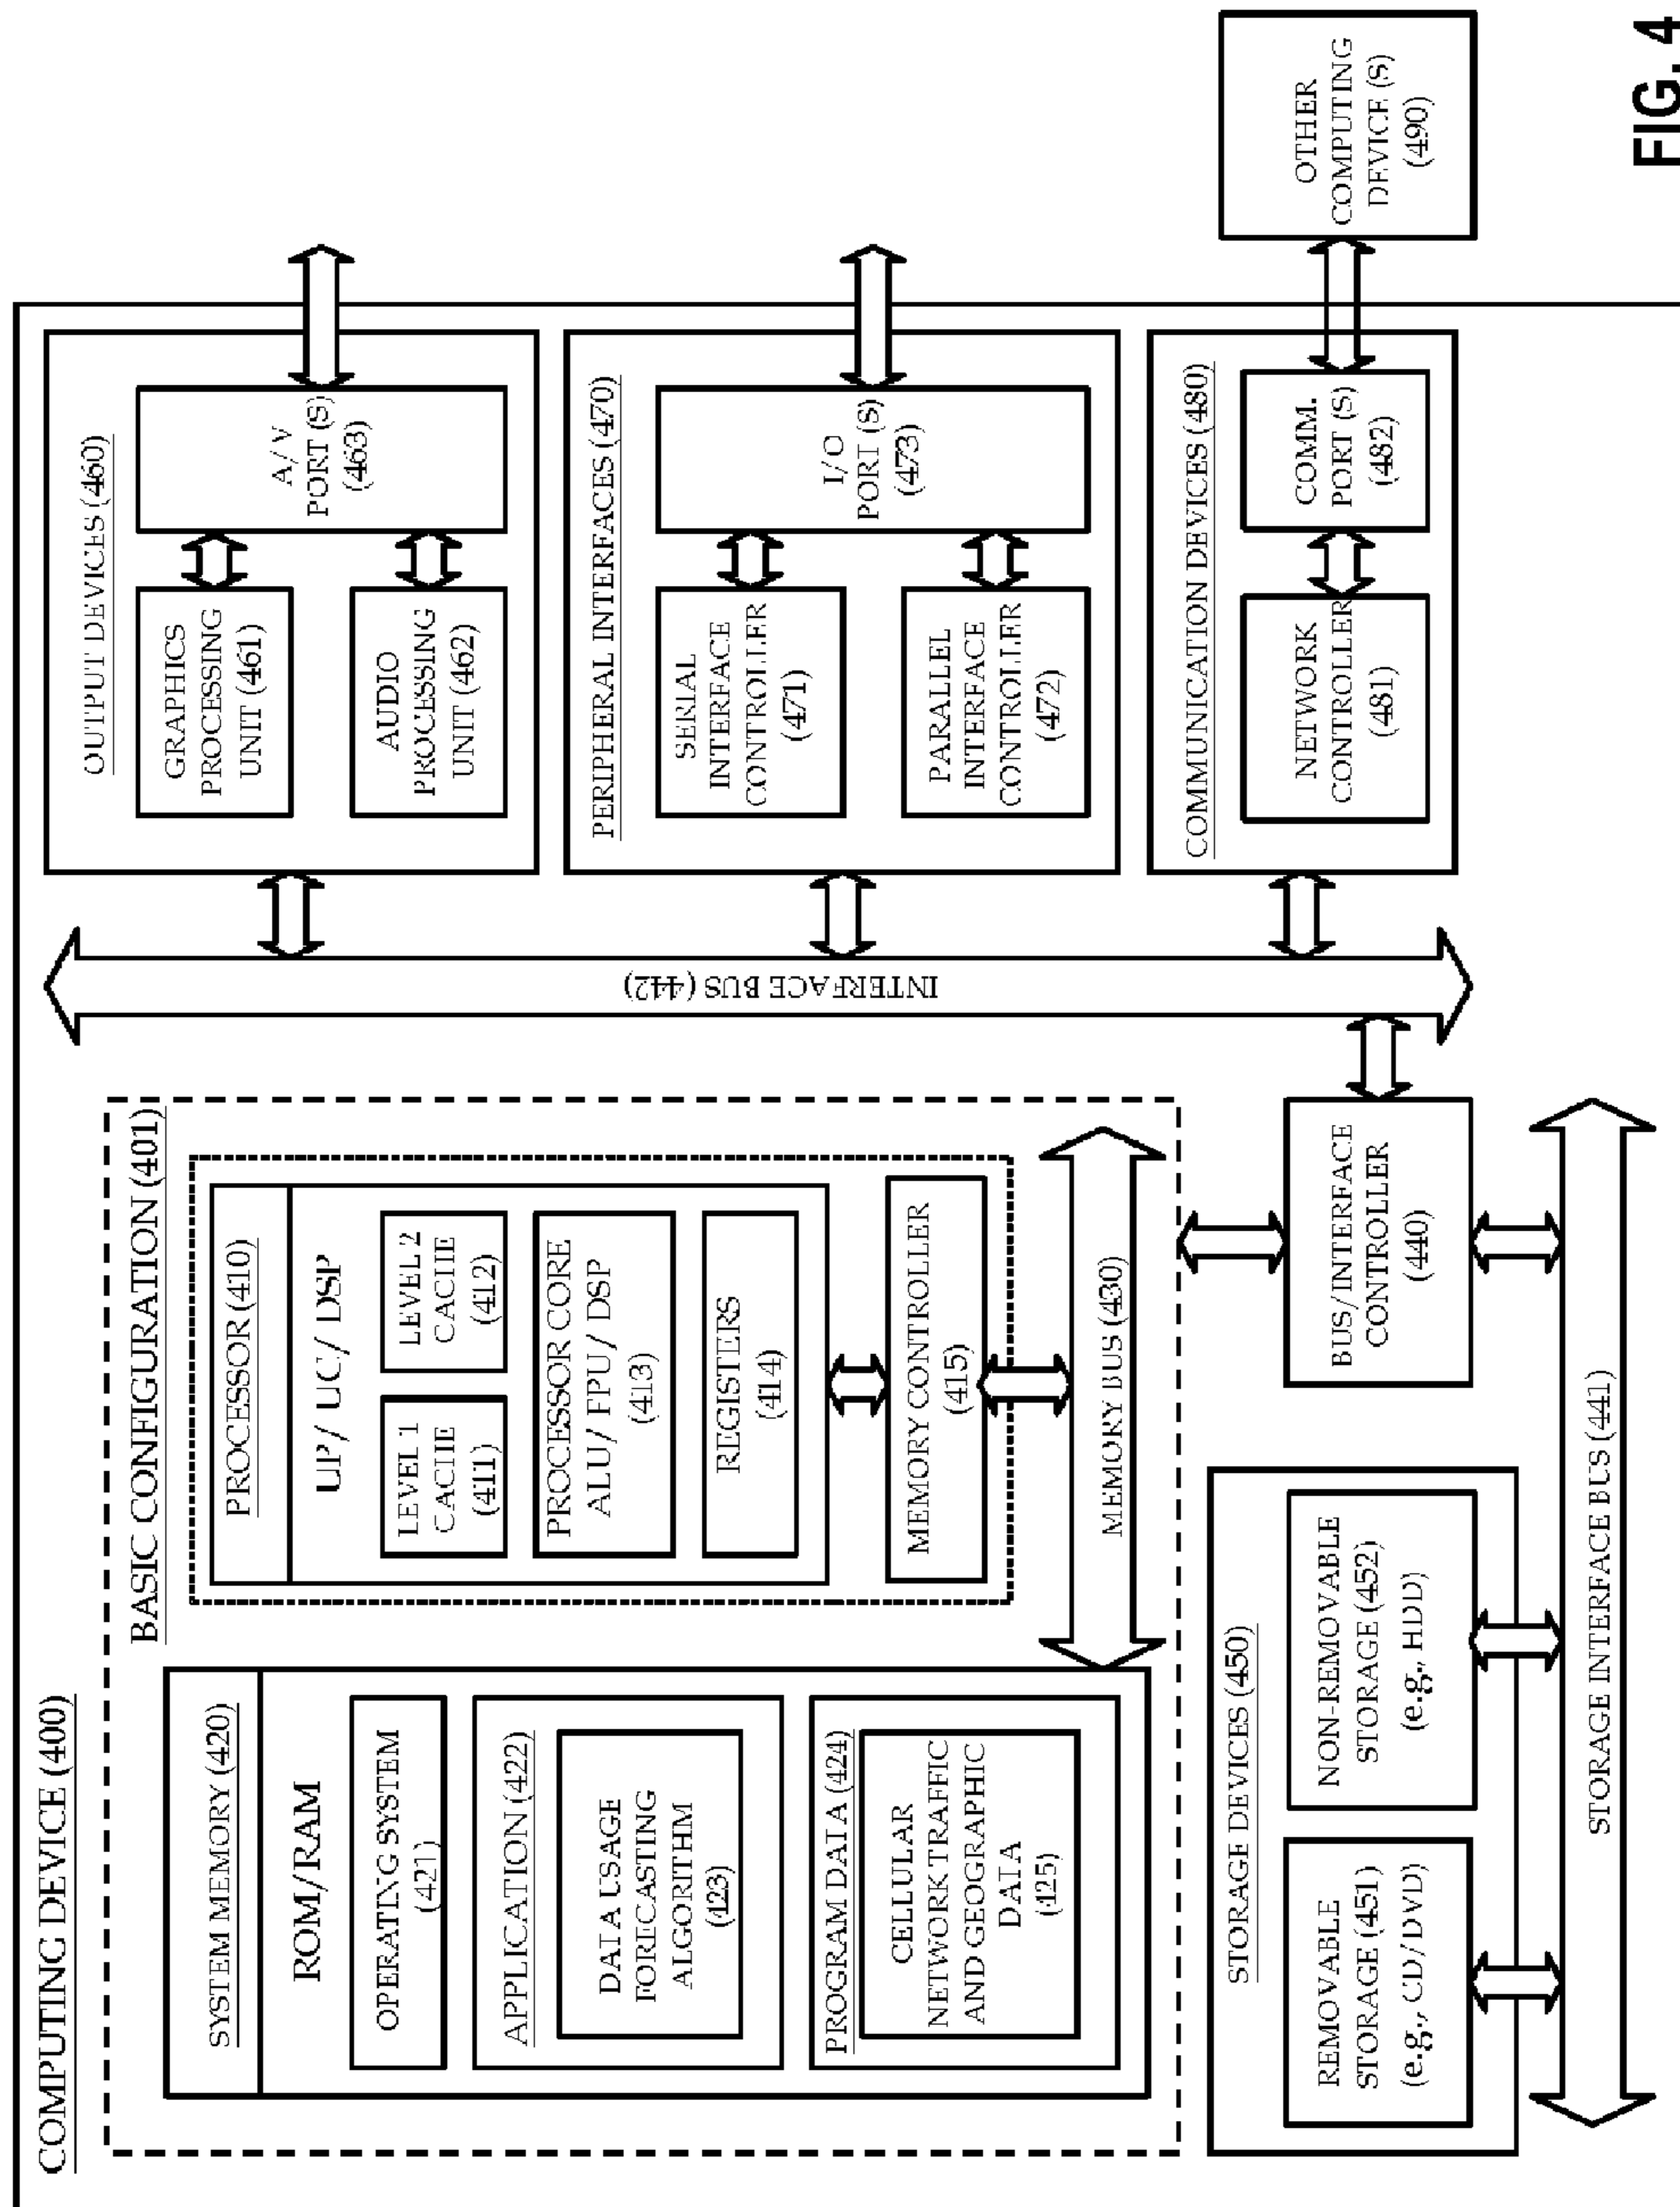 COMPUTING DEVICE (400)
BASIC CONFIGURATION (401)
SYSTEM MEMORY (420)
ROM/RAM
OPERATING SYSTEM
(421)
APPLICATION (422)
DATA USAGE
FORECASTING
ALGORITHM
(423)
PROGRAM DATA (424)
CELLULAR
NETWORK TRAFFIC
AND GEOGRAPHIC
DATA
(425)
PROCESSOR (410)
UP/ UC/ DSP
LEVEL 1
CACHE
(411)
LEVEL 2
CACHE
(412)
PROCESSOR CORE
ALU/ FPU/ DSP
(413)
REGISTERS
(414)
MEMORY CONTROLLER
(415)
MEMORY BUS (430)
STORAGE DEVICES (450)
REMOVABLE
STORAGE (451)
(e.g., CD/DVD)
NON-REMOVABLE
STORAGE (452)
(e.g., HDD)
STORAGE INTERFACE BUS (441)
BUS/INTERFACE
CONTROLLER
(440)
INTERFACE BUS (442)
OUTPUT DEVICES (460)
GRAPHICS
PROCESSING
UNIT (461)
AUDIO
PROCESSING
UNIT (462)
A/V
PORT (S)
(463)
PERIPHERAL INTERFACES (470)
SERIAL
INTERFACE
CONTROLLER
(471)
PARALLEL
INTERFACE
CONTROLLER
(472)
I/O
PORT (S)
(473)
COMMUNICATION DEVICES (480)
NETWORK
CONTROLLER
(481)
COMM.
PORT (S)
(482)
OTHER
COMPUTING
DEVICE (S)
(490)
FIG. 4